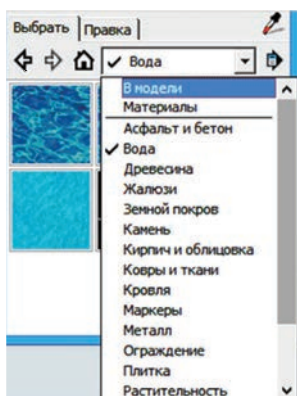 Выбрать Правка
Вода
В модели
Материалы
Асфальт и бетон
Вода
Древесина
Жалюзи
Земной покров
Камень
Кирпич и облицовка
Ковры и ткани
Кровля
Маркеры
Металл
Ограждение
Плитка
Растительность